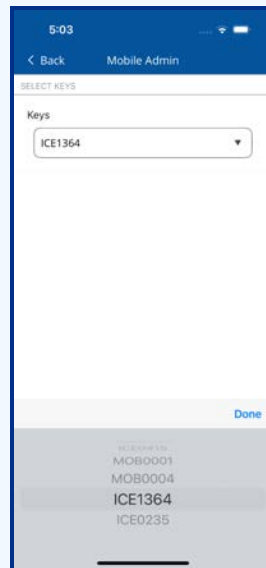 5:03
< Back Mobile Admin
SELECT KEYS
Keys
ICE1364
Done
MOB0001
MOB0004
ICE1364
ICE0235